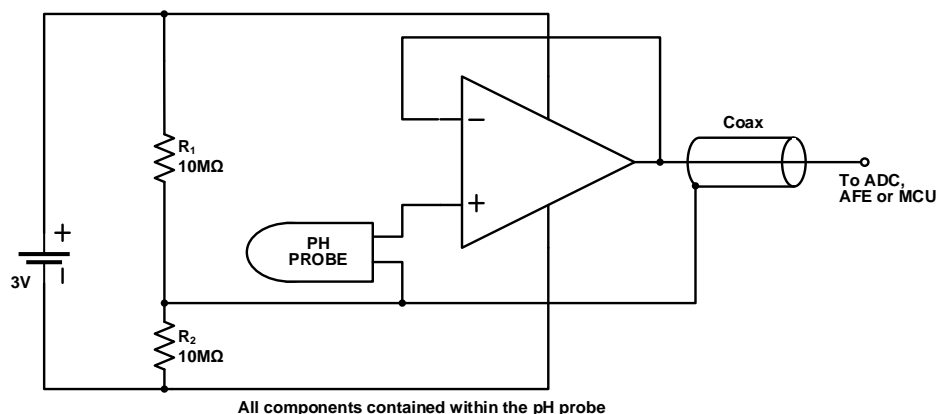 R1
10MΩ
Coax
To ADC,
AFE or MCU
PH
PROBE
3V
R2
10MΩ
All components contained within the pH probe